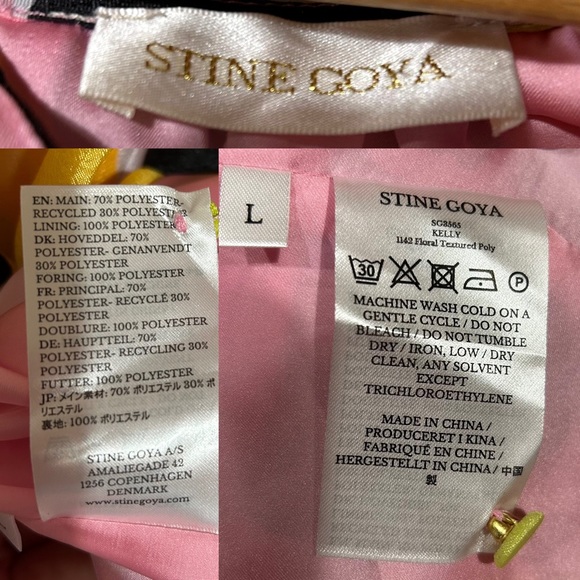 STINE GOYA
EN: MAIN: 70% POLYESTER-
RECYCLED 30% POLYESTER
LINING: 100% POLYESTER
DK: HOVEDDEL: 70%
POLYESTER- GENANVENDT
30% POLYESTER
FORING: 100% POLYESTER
FR: PRINCIPAL: 70%
POLYESTER- RECYCLÉ 30%
POLYESTER
DOUBLURE: 100% POLYESTER
DE: HAUPTTEIL: 70%
POLYESTER- RECYCLING 30%
POLYESTER
FUTTER: 100% POLYESTER
JP: メイン素材: 70% ポリエステル 30% ポ
リエステル
裏地: 100% ポリエステル
STINE GOYA A/S
AMALIEGADE 42
1256 COPENHAGEN
DENMARK
www.stinegoya.com
L
STINE GOYA
SG3565
KELLY
1142 Floral Textured Poly
30
P
MACHINE WASH COLD ON A
GENTLE CYCLE / DO NOT
BLEACH / DO NOT TUMBLE
DRY / IRON, LOW / DRY
CLEAN, ANY SOLVENT
EXCEPT
TRICHLOROETHYLENE
MADE IN CHINA /
PRODUCERET I KINA /
FABRIQUÉ EN CHINE /
HERGESTELLT IN CHINA / 中国
製